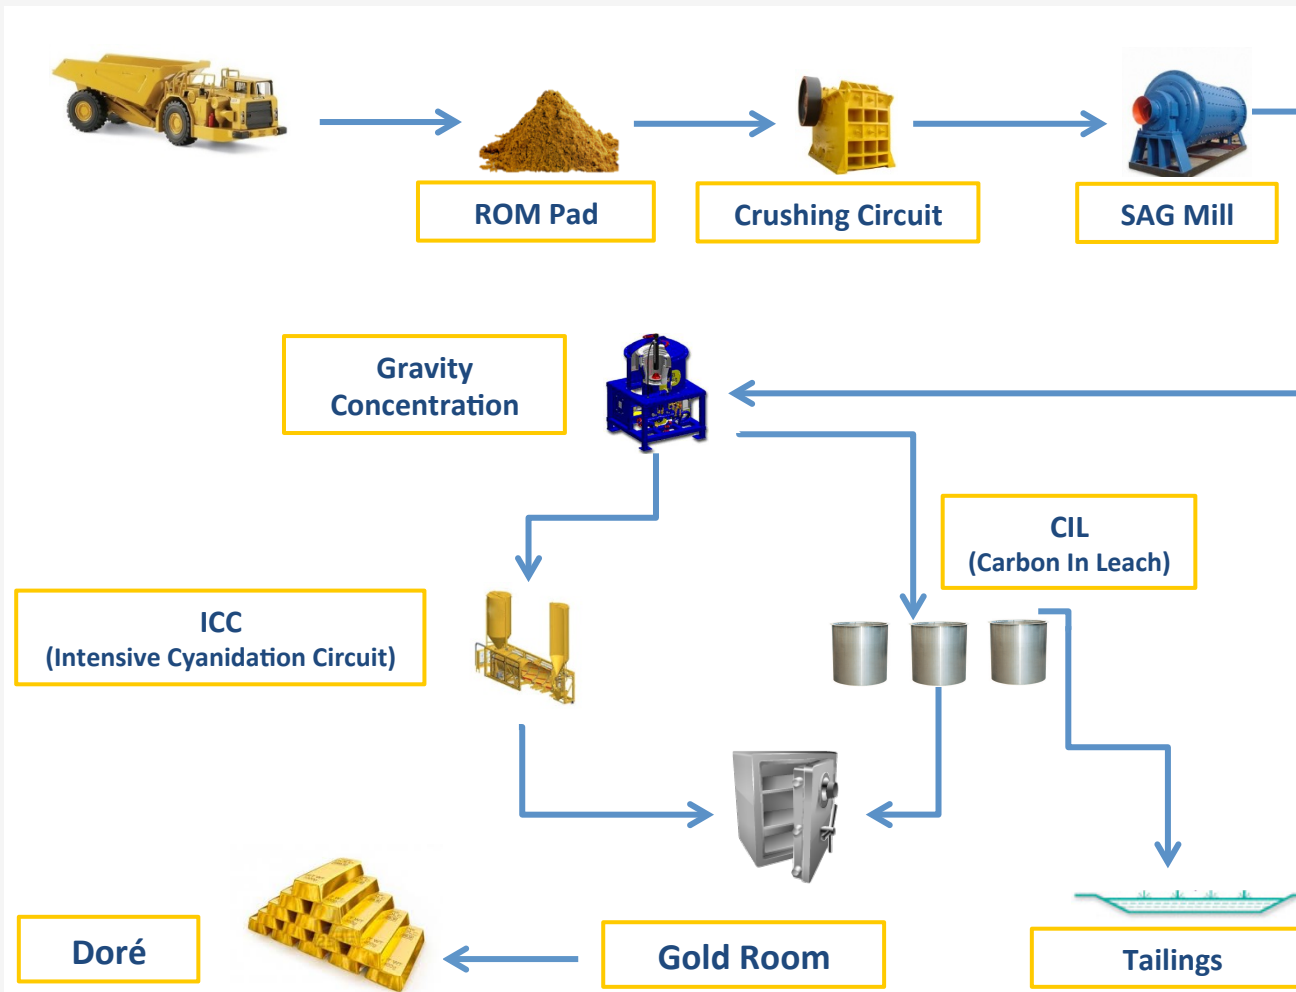 ROM Pad
Crushing Circuit
SAG Mill
Gravity
Concentration
CIL
(Carbon In Leach)
ICC
(Intensive Cyanidation Circuit)
Doré
Gold Room
Tailings